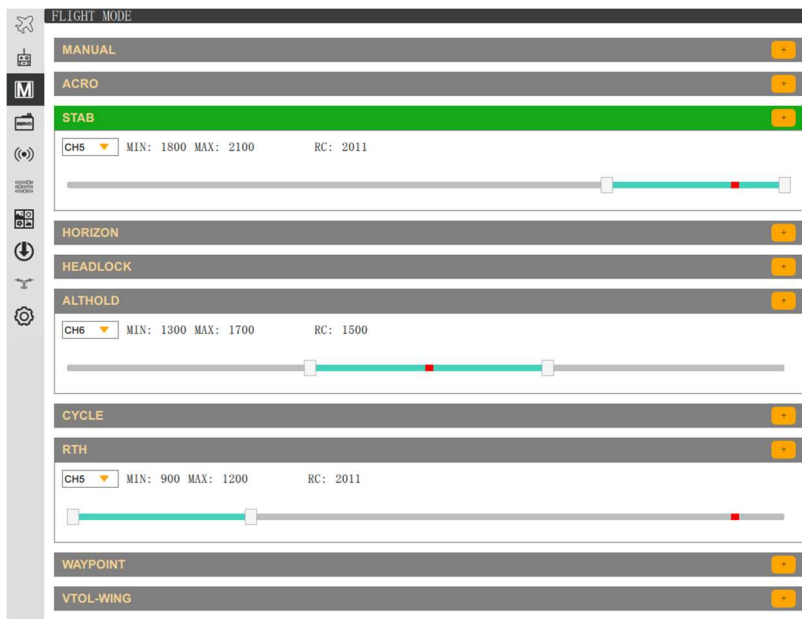 FLIGHT MODE
MANUAL +
ACRO +
STAB +
CH5 MIN: 1800 MAX: 2100 RC: 2011
HORIZON +
HEADLOCK +
ALTHOLD +
CH6 MIN: 1300 MAX: 1700 RC: 1500
CYCLE +
RTH +
CH5 MIN: 900 MAX: 1200 RC: 2011
WAYPOINT +
VTOL-WING +
M